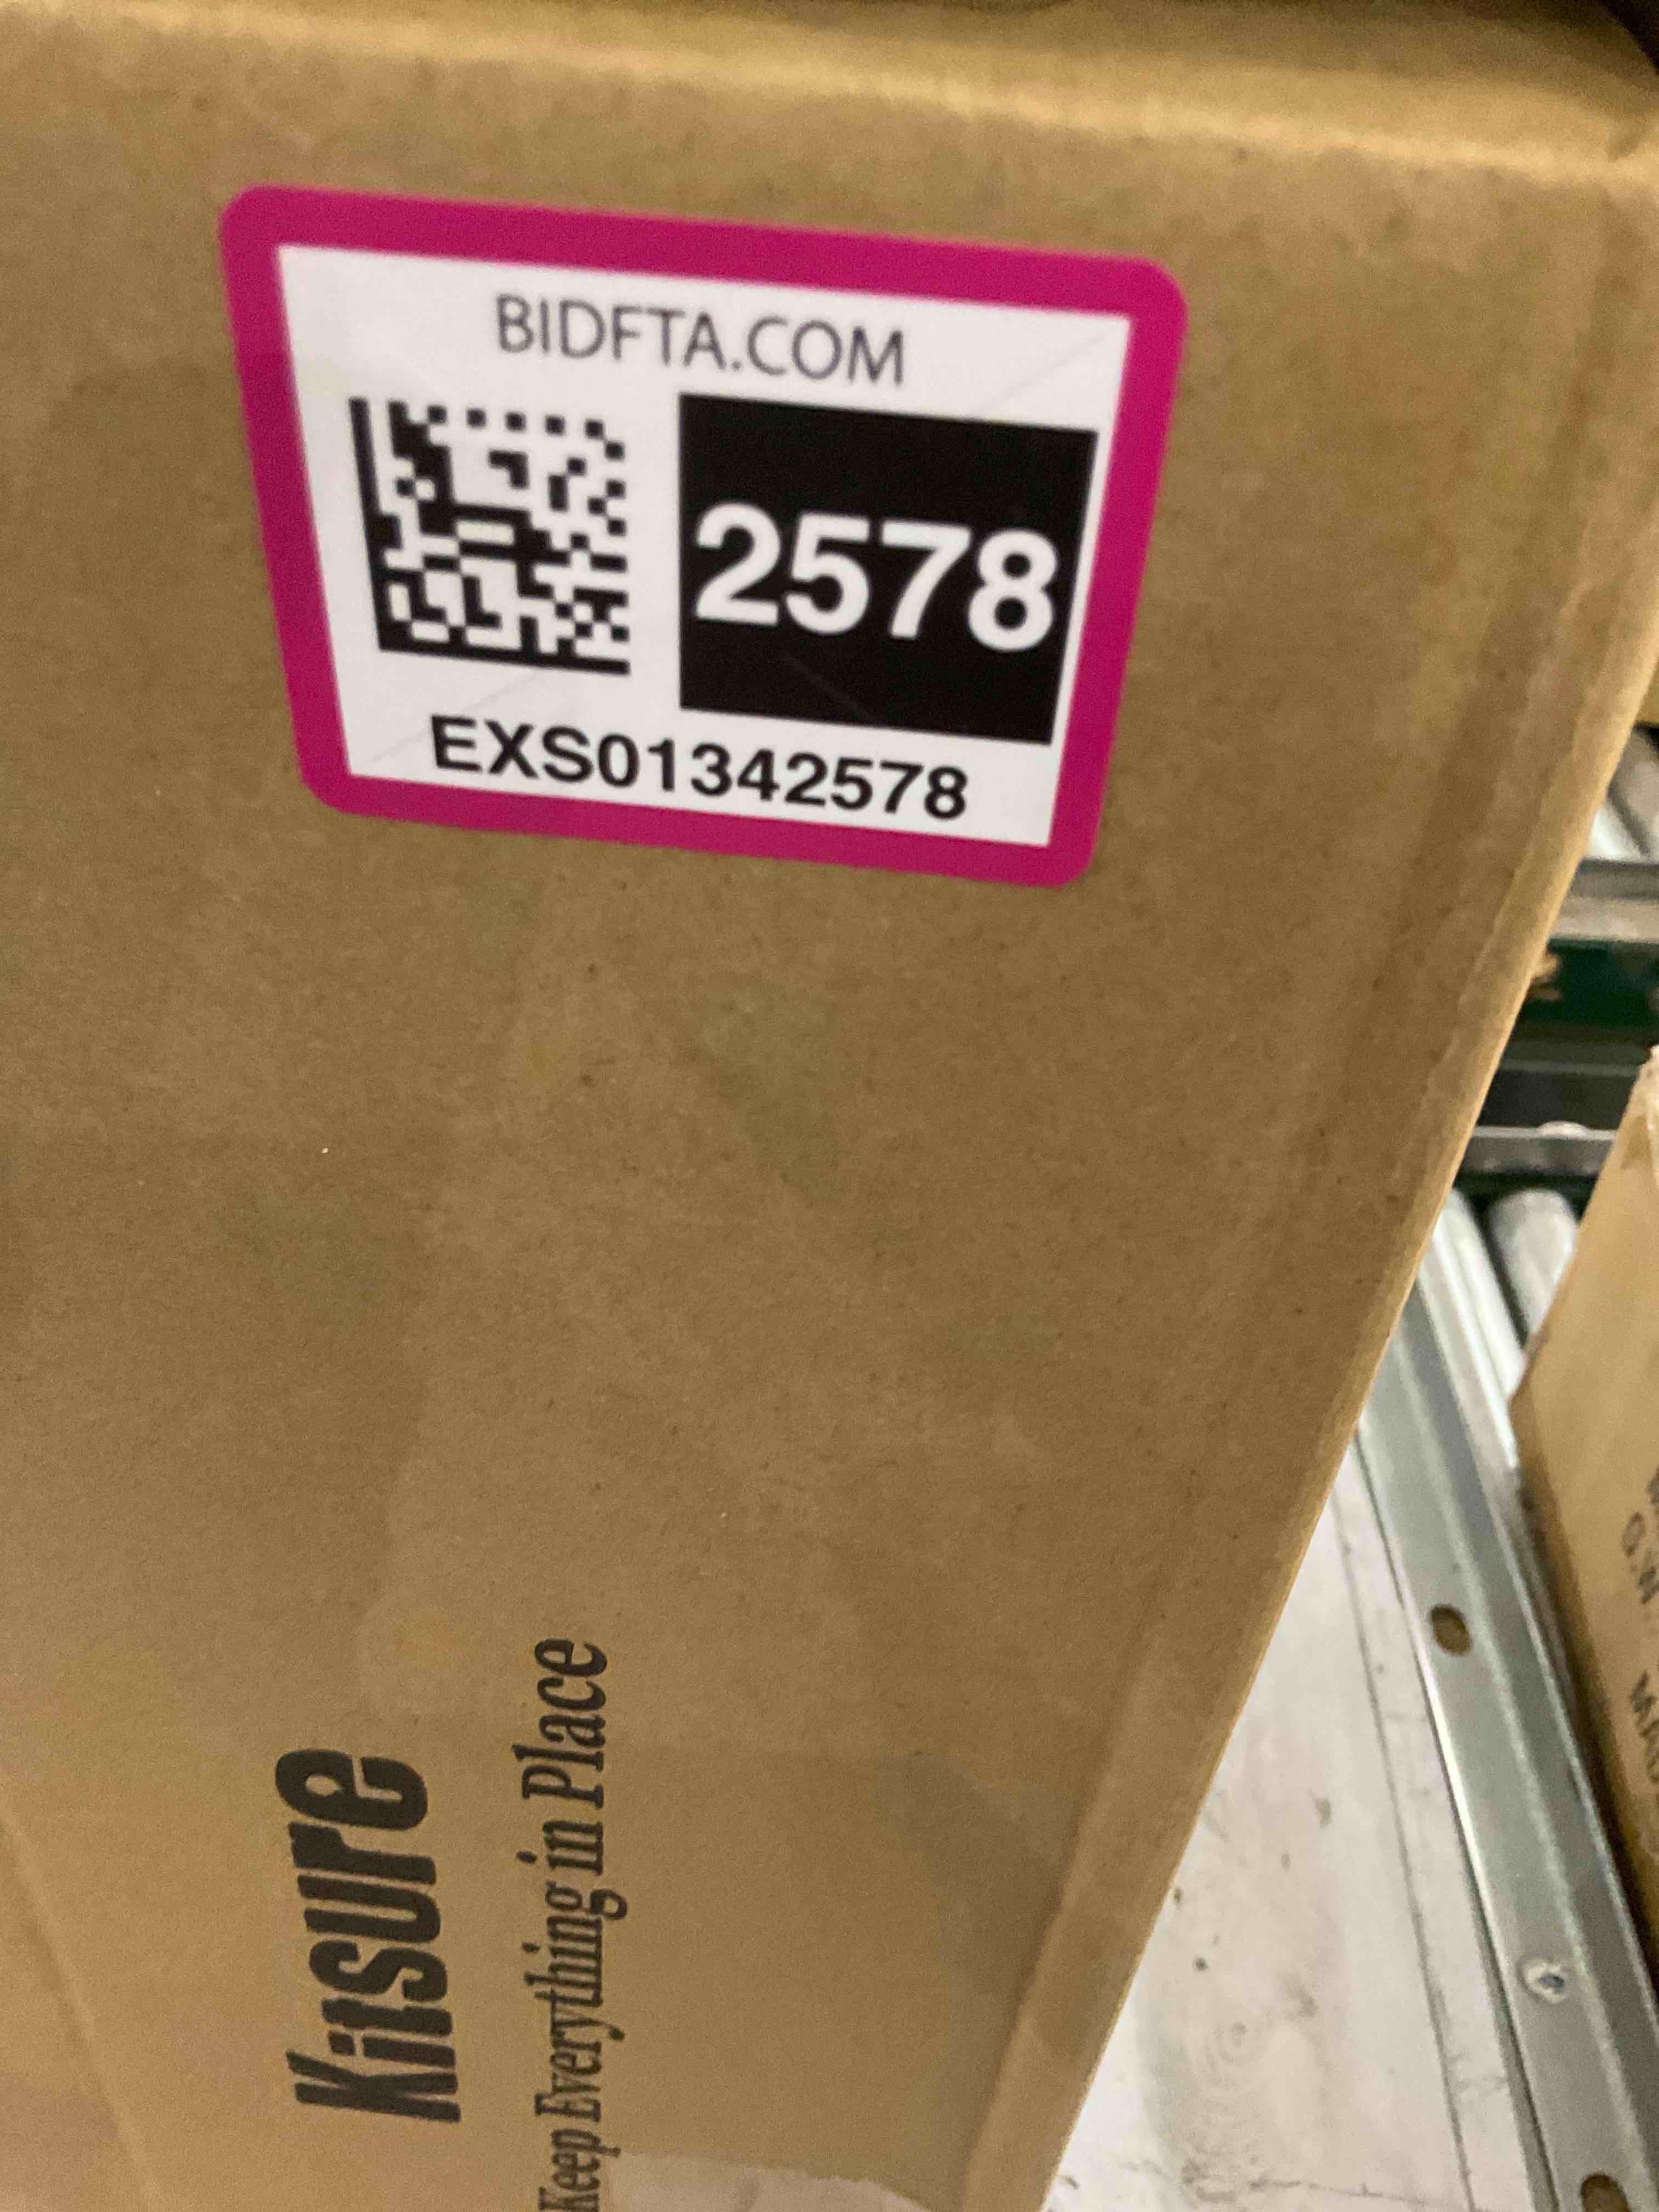 BIDFTA.COM
2578
EXS01342578
Kitsure
Keep Everything in Place
G.W.